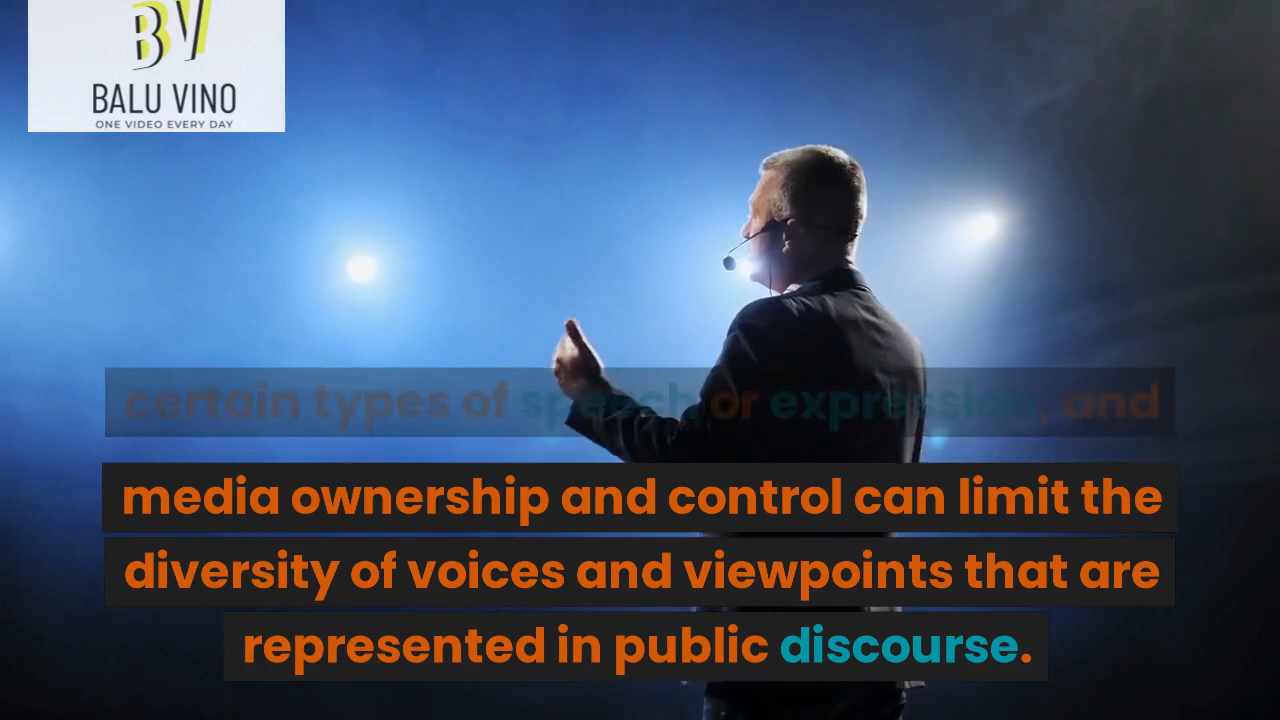 BV
BALU VINO
ONE VIDEO EVERY DAY
certain types of speech or expression, and
media ownership and control can limit the
diversity of voices and viewpoints that are
represented in public discourse.